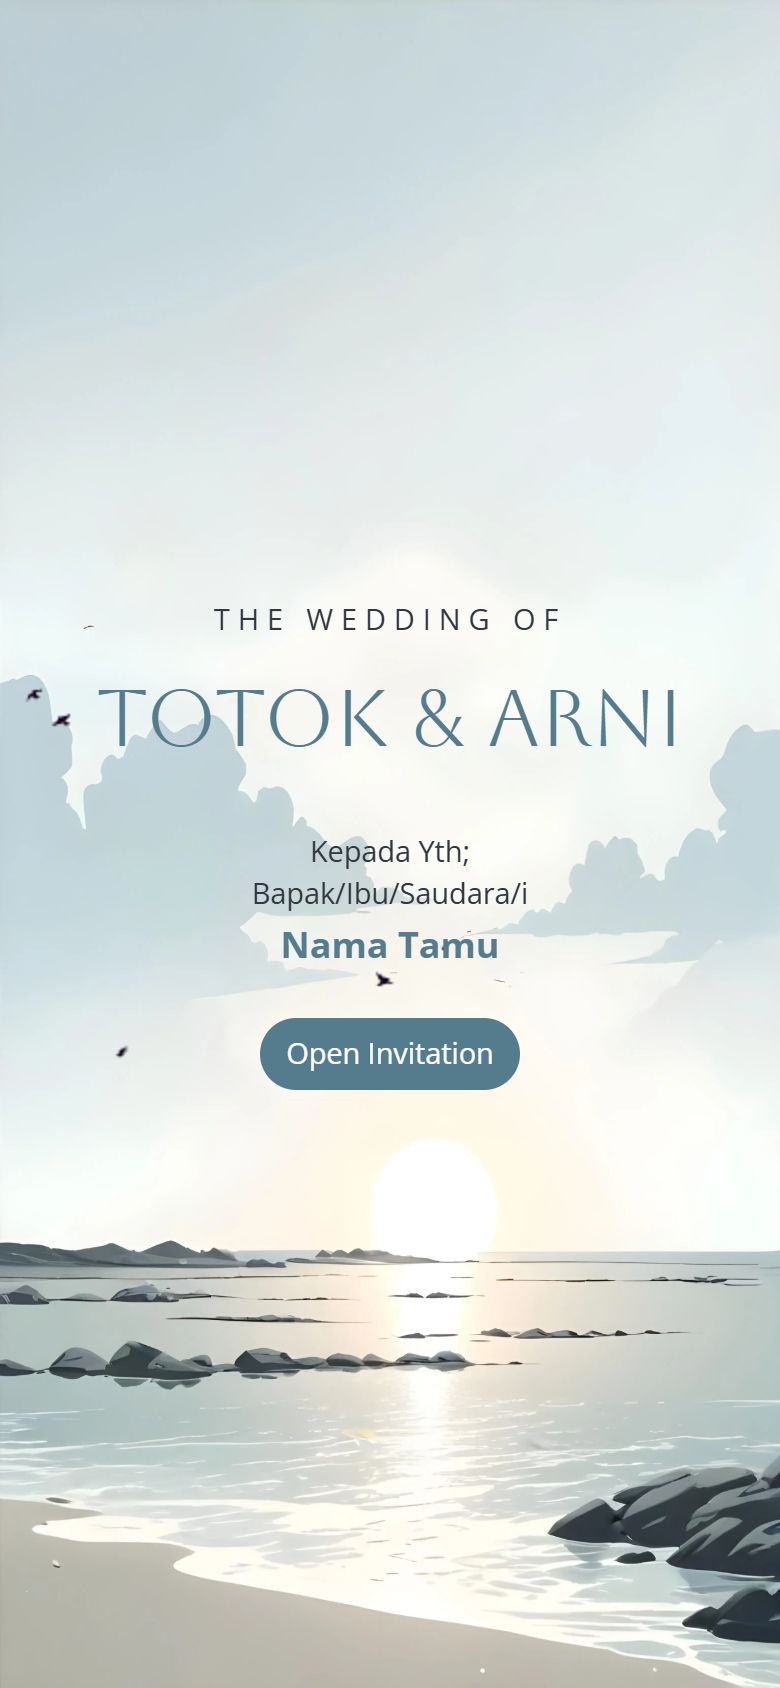 THE WEDDING OF
TOTOK & ARNI
Kepada Yth;
Bapak/Ibu/Saudara/i
Nama Tamu
Open Invitation